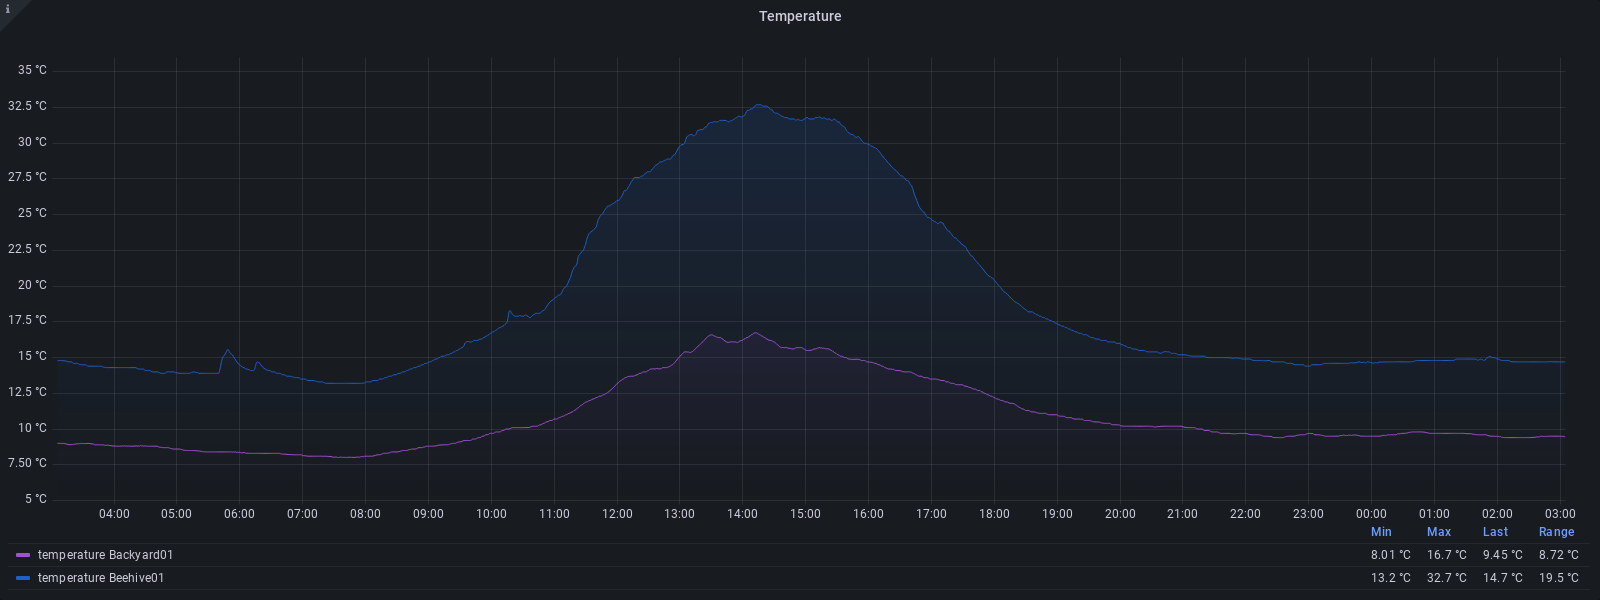 i
Temperature
35 °C
32.5 °C
30 °C
27.5 °C
25 °C
22.5 °C
20 °C
17.5 °C
15 °C
12.5 °C
10 °C
7.50 °C
5 °C
04:00 05:00 06:00 07:00 08:00 09:00 10:00 11:00 12:00 13:00 14:00 15:00 16:00 17:00 18:00 19:00 20:00 21:00 22:00 23:00 00:00 01:00 02:00 03:00
Min Max Last Range
temperature Backyard01 8.01 °C 16.7 °C 9.45 °C 8.72 °C
temperature Beehive01 13.2 °C 32.7 °C 14.7 °C 19.5 °C